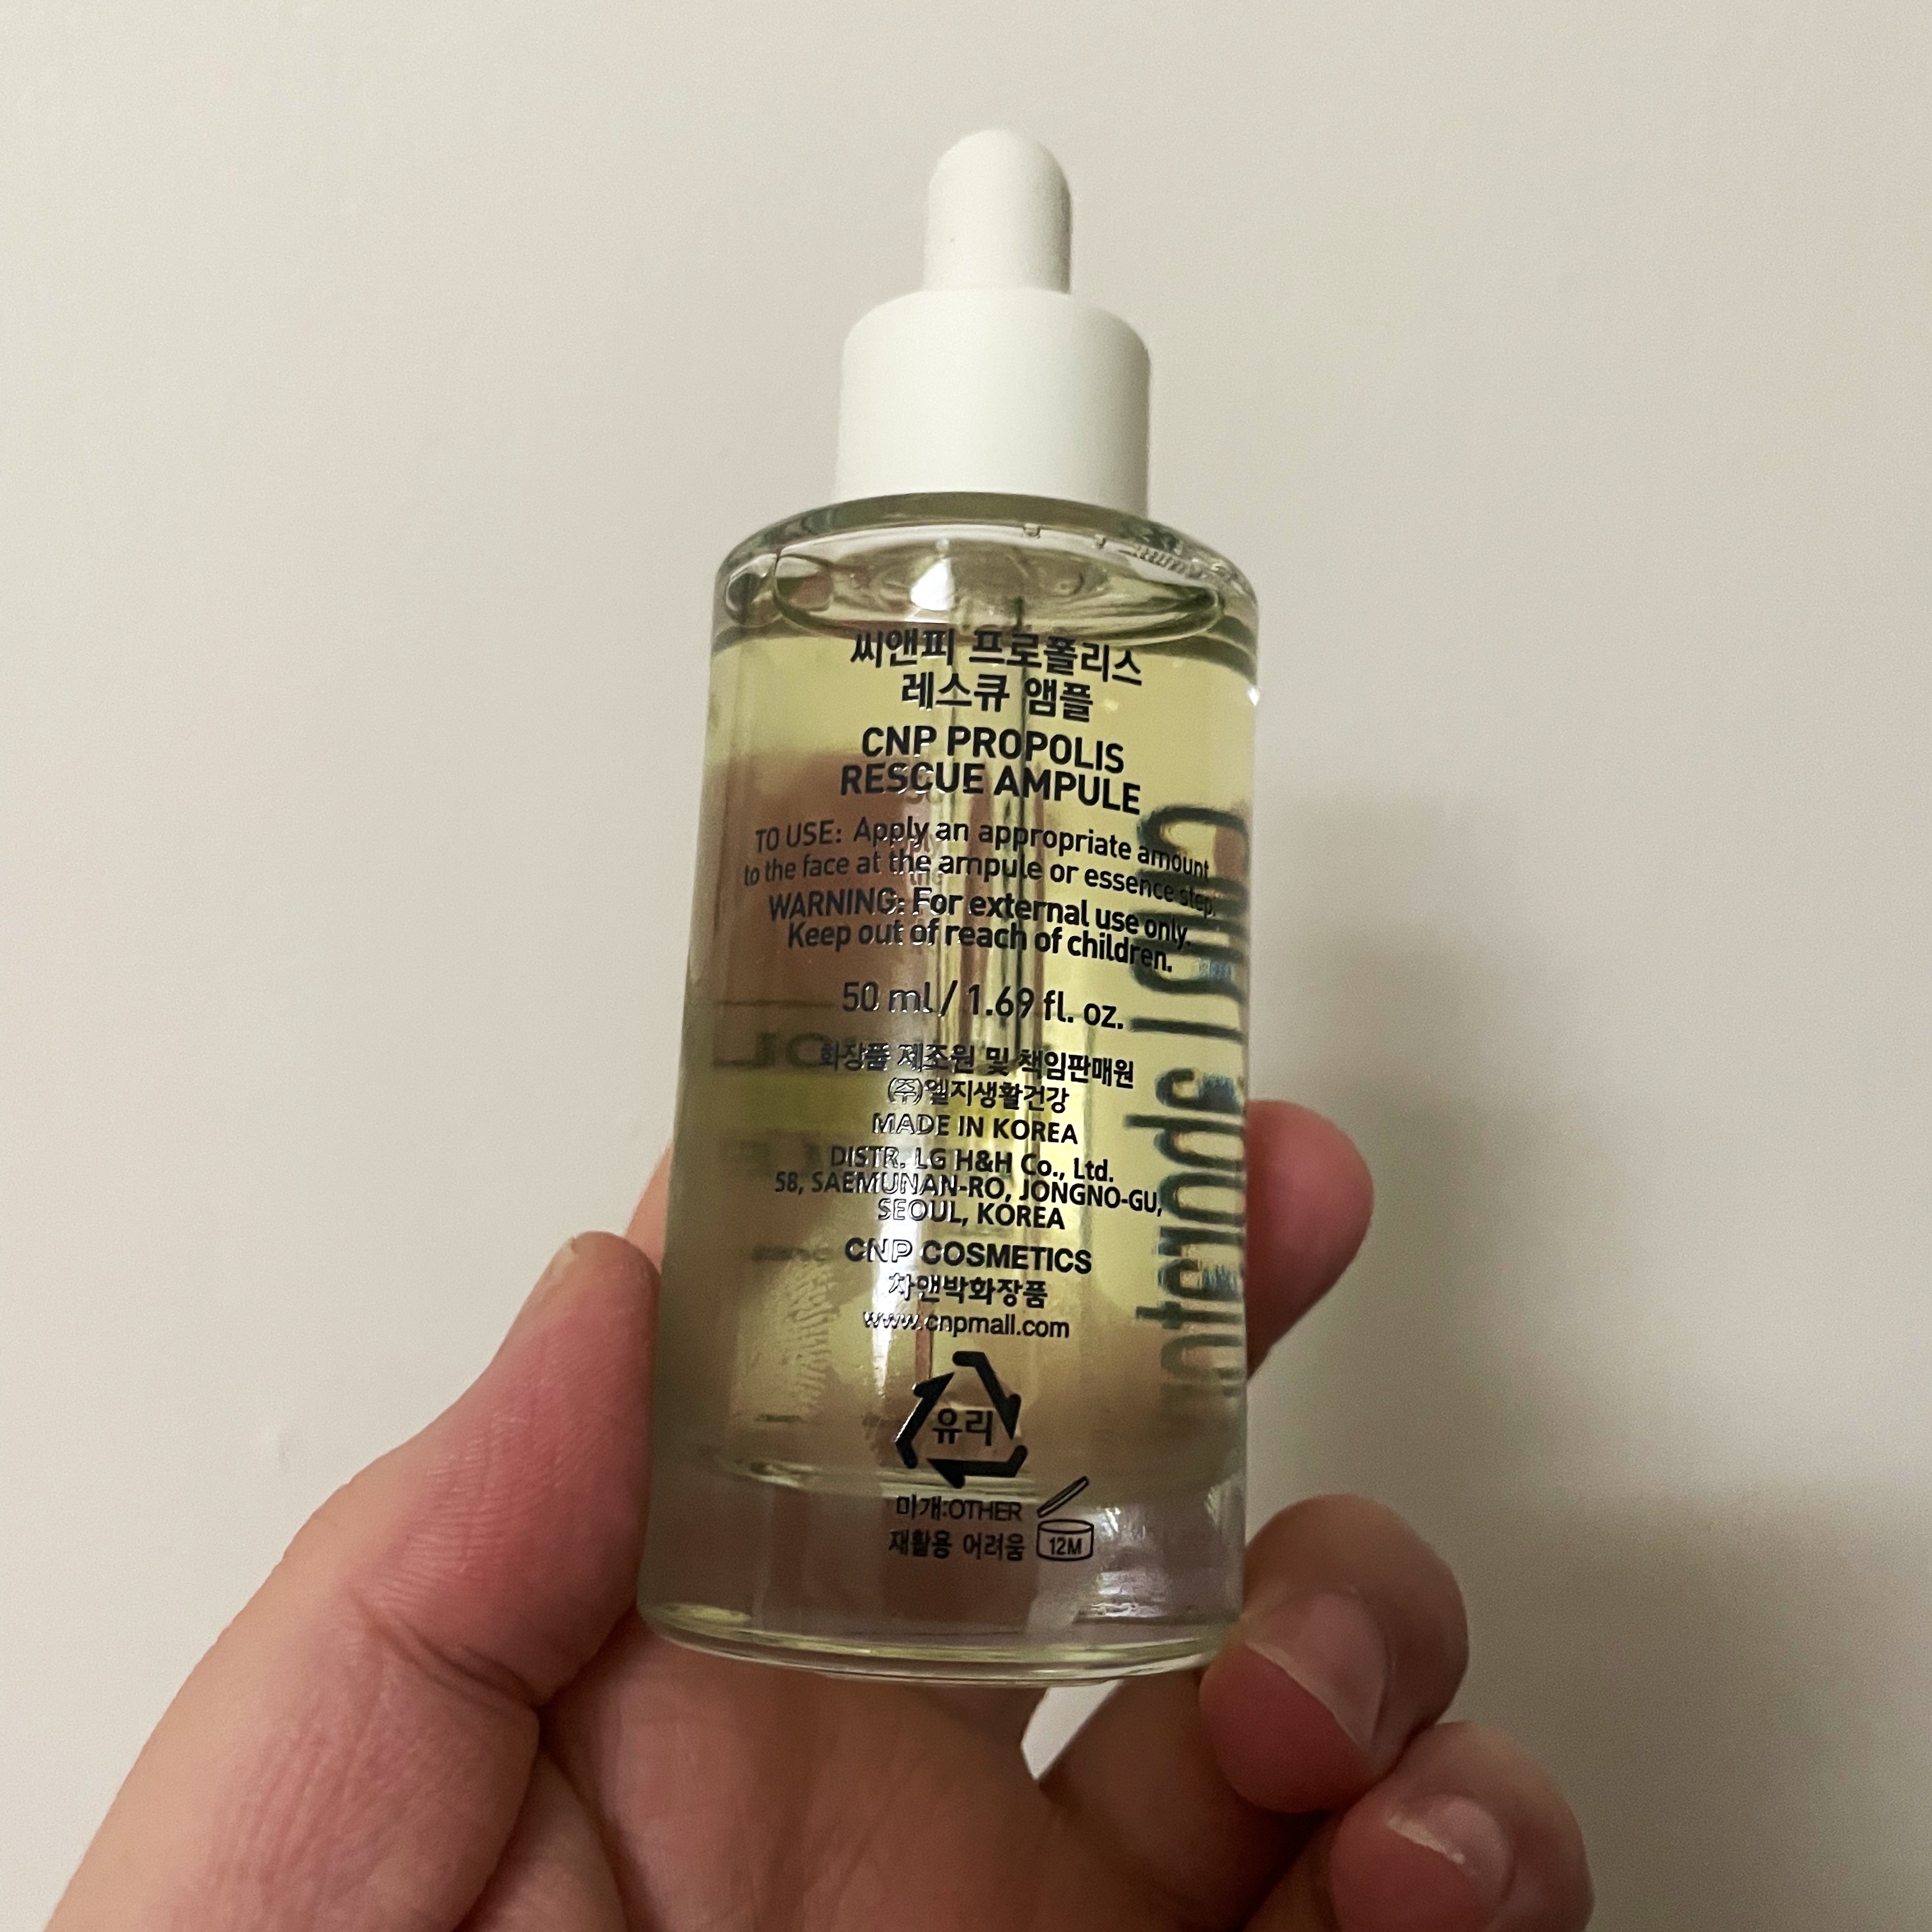 씨앤피 프로폴리스
레스큐 앰플
CNP PROPOLIS
RESCUE AMPULE
TO USE: Apply an appropriate amount
to the face at the ampule or essence step.
WARNING: For external use only.
Keep out of reach of children.
50 ml / 1.69 fl. oz.
화장품 제조원 및 책임판매원
(주)엘지생활건강
MADE IN KOREA
DISTR. LG H&H Co., Ltd.
58, SAEMUNAN-RO, JONGNO-GU,
SEOUL, KOREA
CNP COSMETICS
차앤박화장품
www.cnpmall.com
유리
마개:OTHER
재활용 어려움
12M